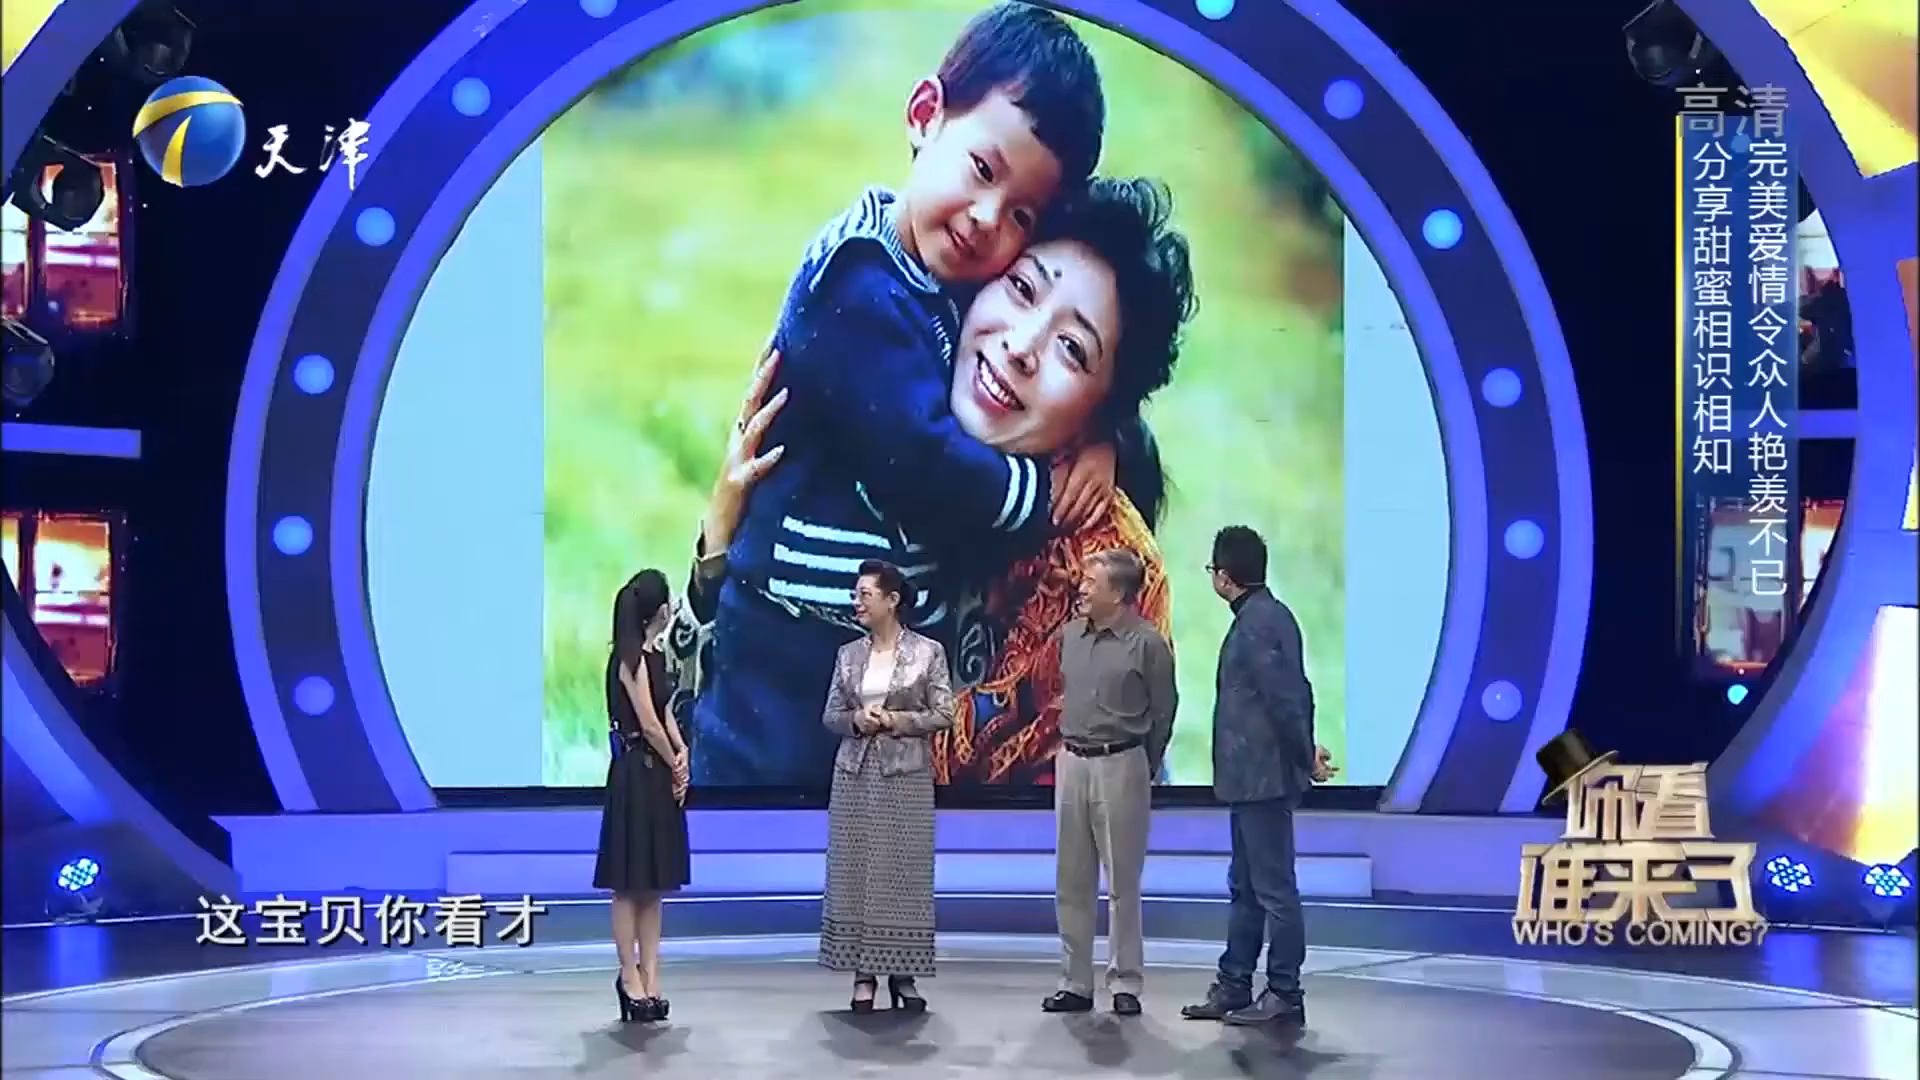 天津
高清
完美爱情令众人艳羡不已
分享甜蜜相识相知
你看
谁来了
WHO'S COMING?
这宝贝你看才